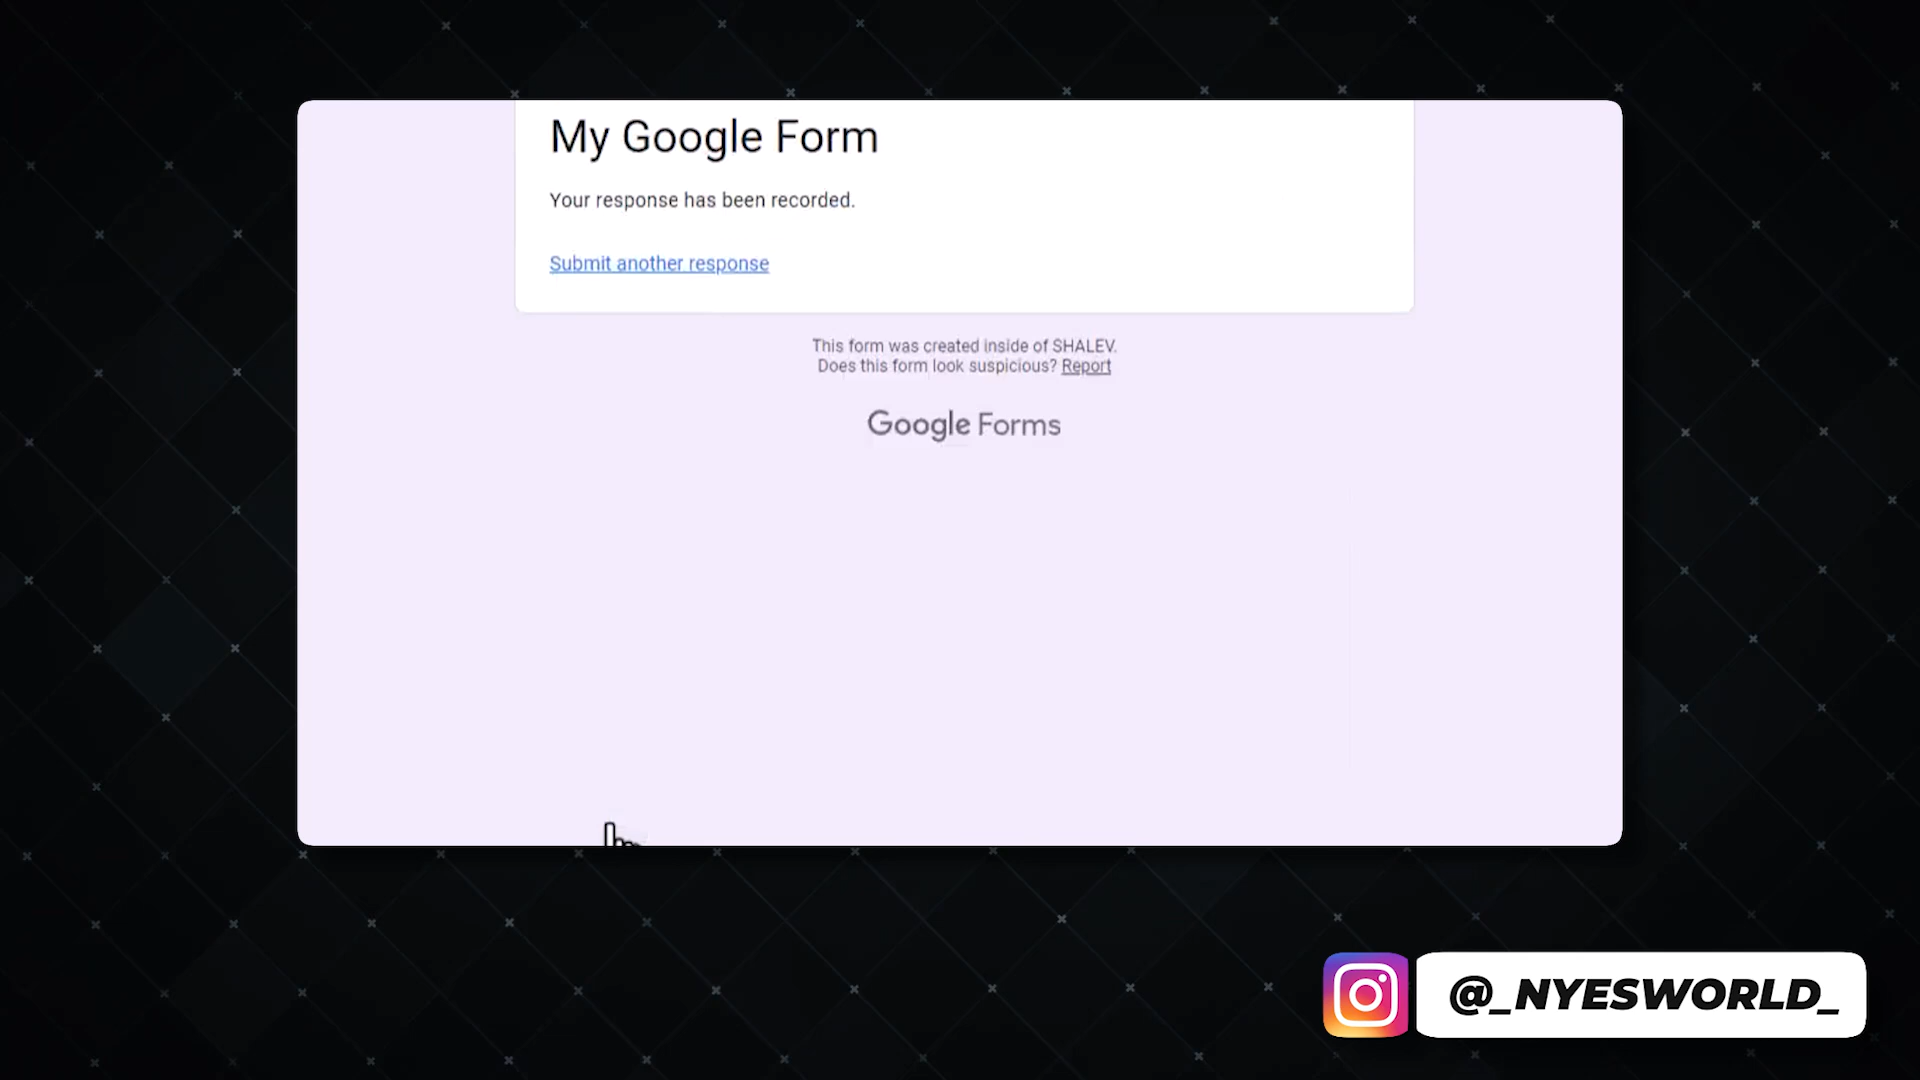 My Google Form
Your response has been recorded.
Submit another response
This form was created inside of SHALEV.
Does this form look suspicious? Report
Google Forms
@_NYESWORLD_